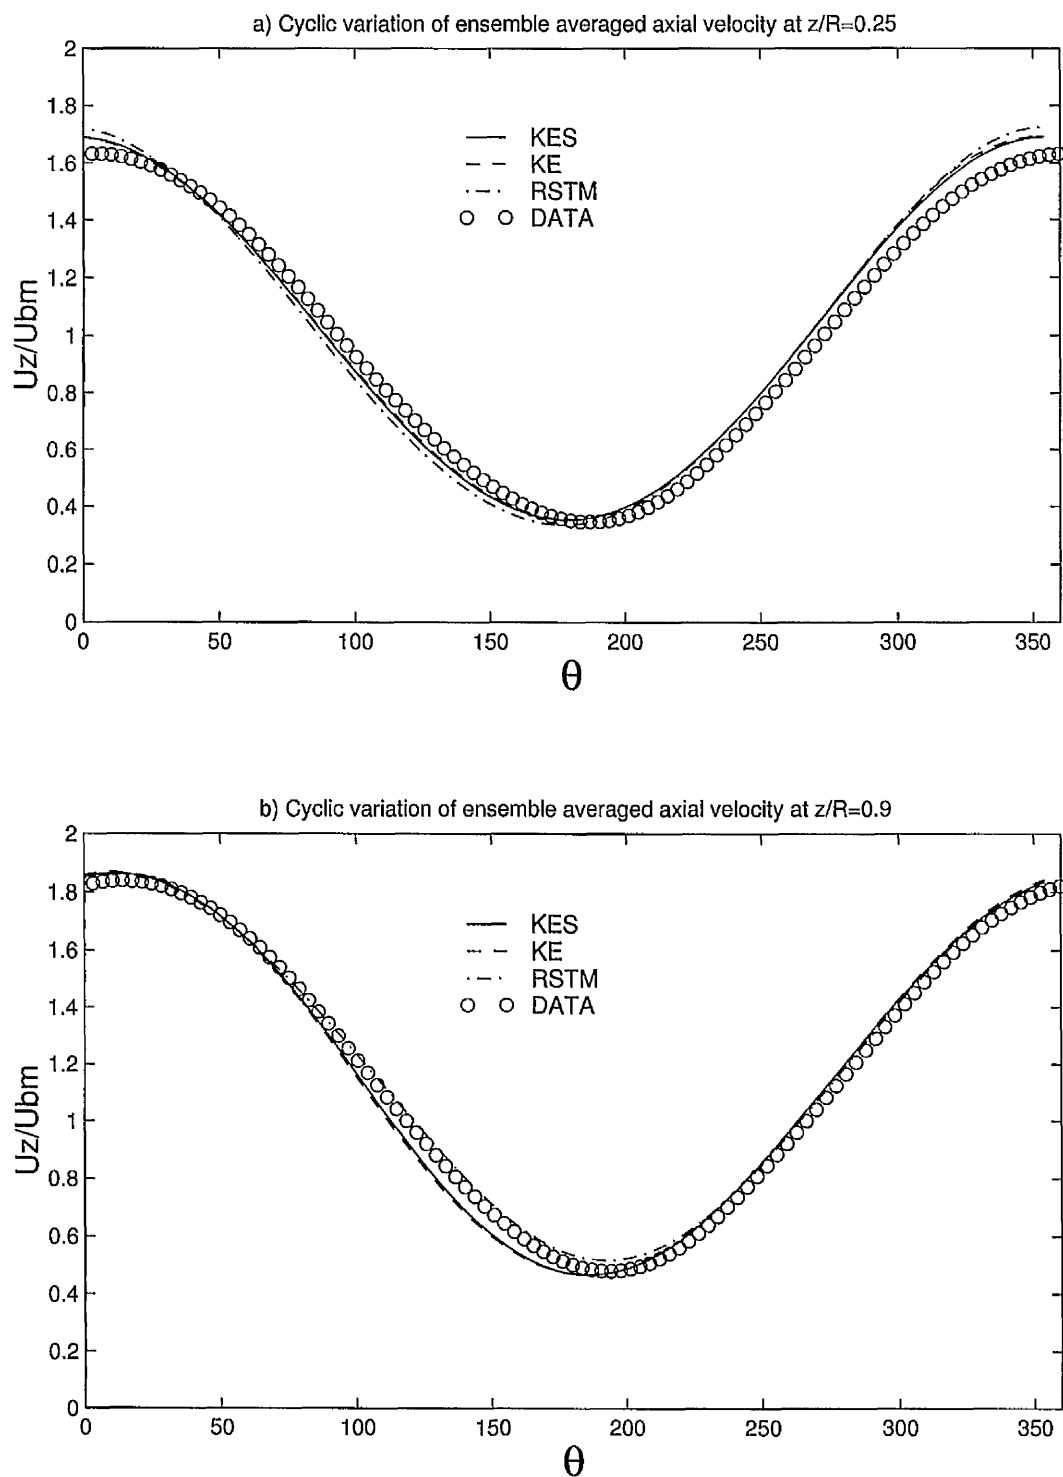 a) Cyclic variation of ensemble averaged axial velocity at z/R=0.25
2
1.8
1.6
1.4
1.2
1
0.8
0.6
0.4
0.2
0
Uz/Ubm
KES
KE
RSTM
DATA
0 50 100 150 200 250 300 350
θ
b) Cyclic variation of ensemble averaged axial velocity at z/R=0.9
2
1.8
1.6
1.4
1.2
1
0.8
0.6
0.4
0.2
0
Uz/Ubm
KES
KE
RSTM
DATA
0 50 100 150 200 250 300 350
θ